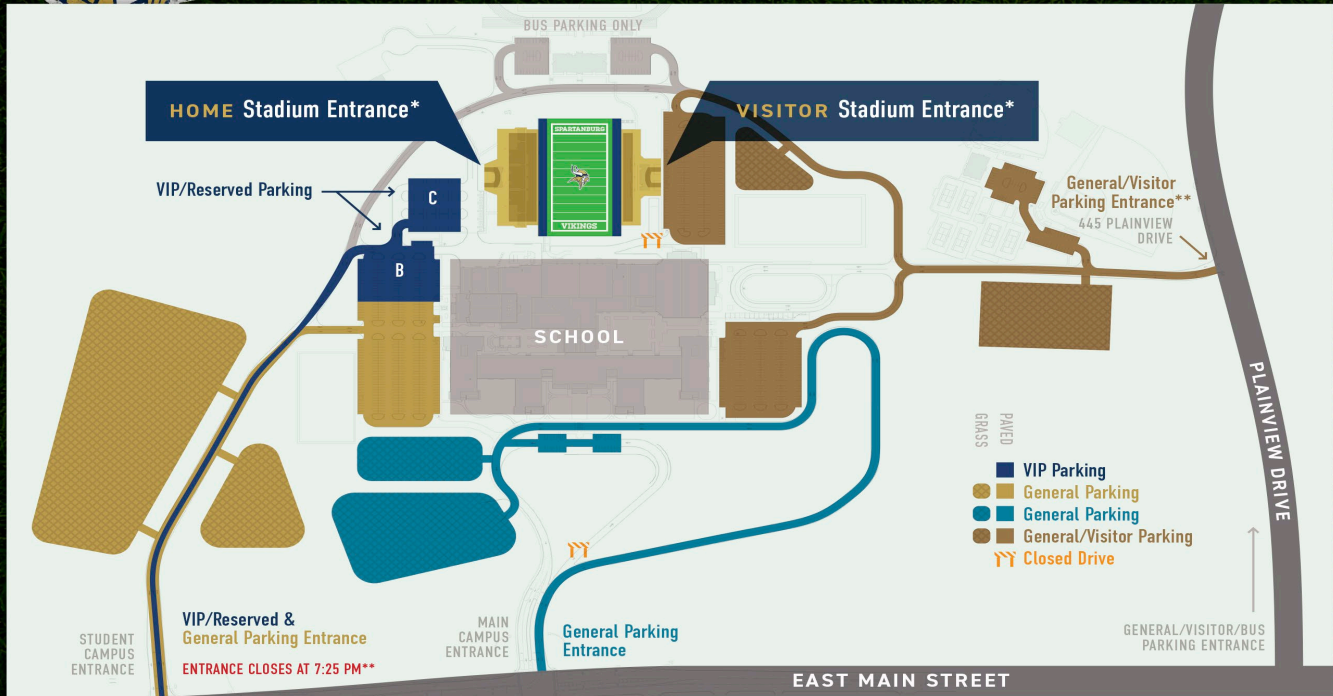 BUS PARKING ONLY
HOME Stadium Entrance*
VISITOR Stadium Entrance*
SPARTANBURG
VIKINGS
VIP/Reserved Parking
C
B
General/Visitor
Parking Entrance**
445 PLAINVIEW
DRIVE
SCHOOL
PLAINVIEW DRIVE
GRASS
PAVED
VIP Parking
General Parking
General Parking
General/Visitor Parking
Closed Drive
VIP/Reserved &
General Parking Entrance
ENTRANCE CLOSES AT 7:25 PM**
STUDENT
CAMPUS
ENTRANCE
MAIN
CAMPUS
ENTRANCE
General Parking
Entrance
GENERAL/VISITOR/BUS
PARKING ENTRANCE
EAST MAIN STREET